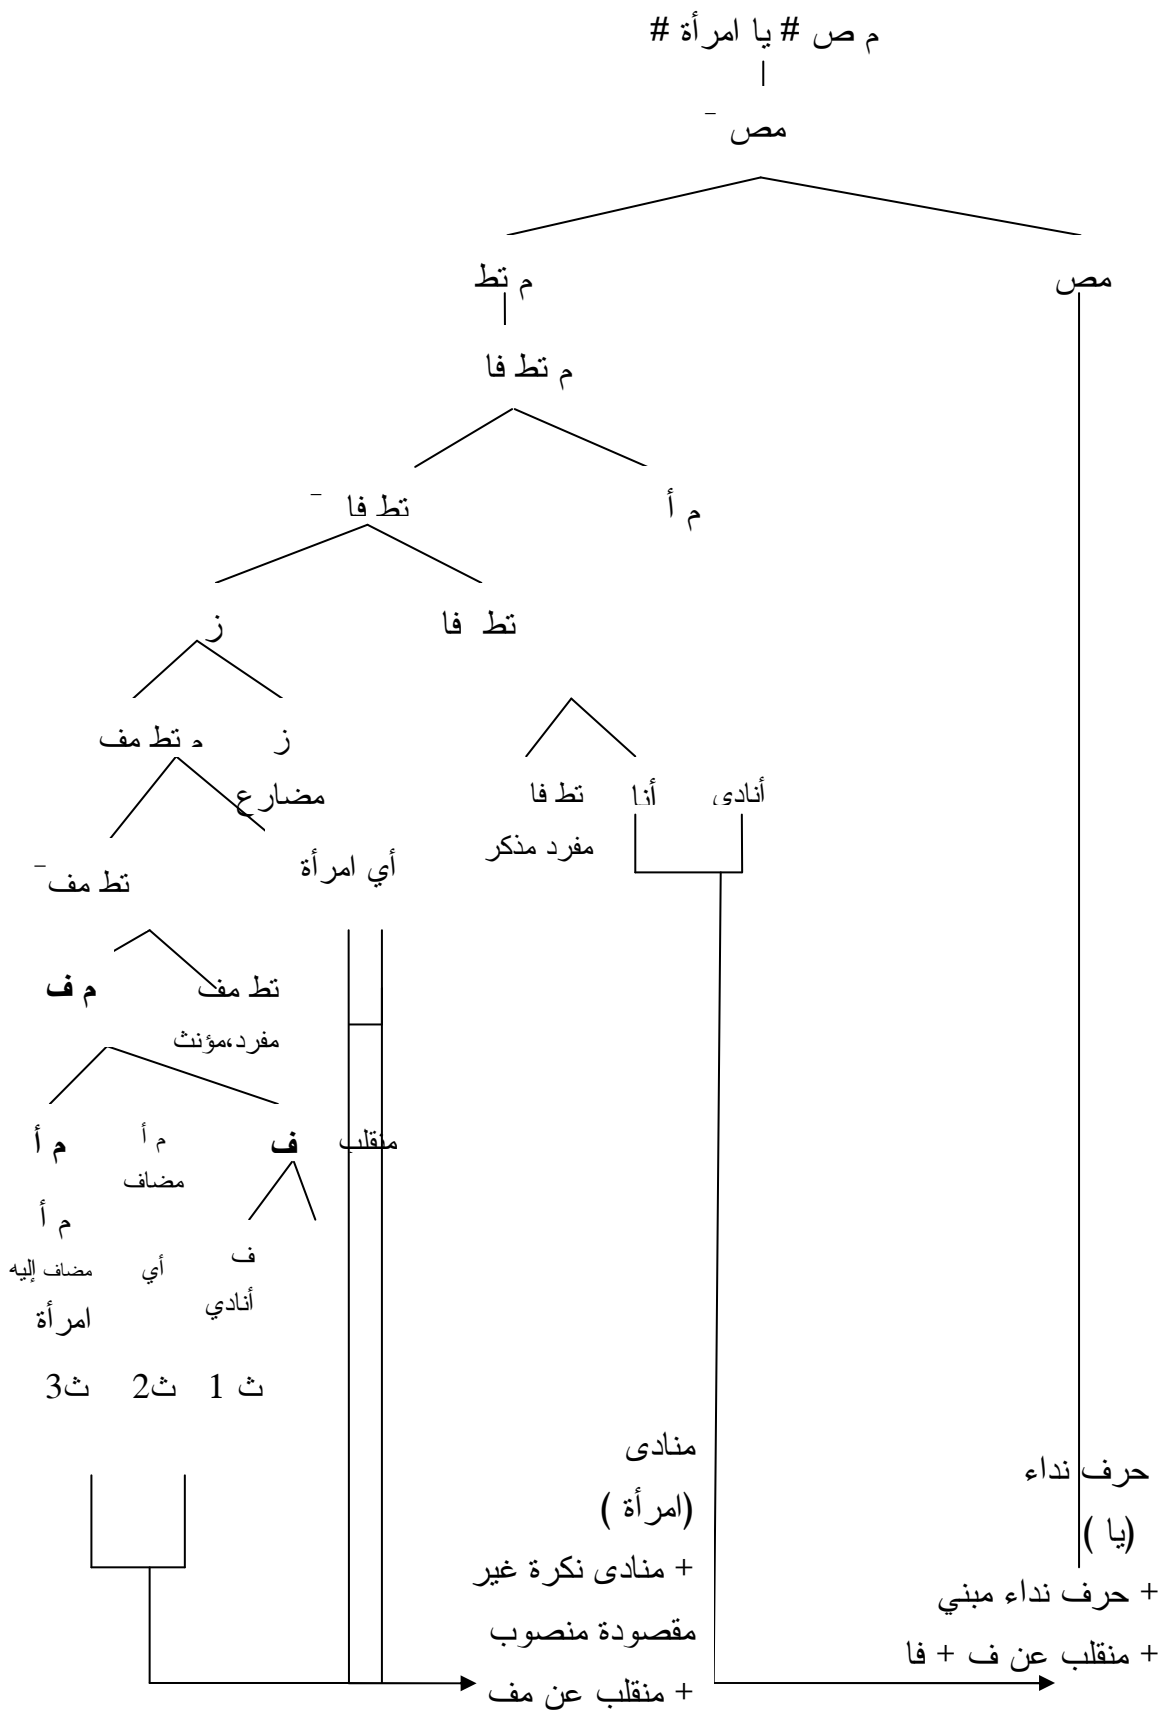 م ص # يا امرأة #
مص ¯
مص
م تط
م تط فا
م أ
تط فا ¯
تط فا
ز
ز
م تط مف
مضارع
أنادي
أنا
تط فا
مفرد مذكر
أي امرأة
تط مف¯
تط مف
م ف
مفرد،مؤنث
منقلب
ف
م أ
م أ
مضاف
م أ
ف
أي
مضاف إليه
أنادي
امرأة
ث 1
ث2
ث3
حرف نداء
(يا )
+ حرف نداء مبني
+ منقلب عن ف + فا
منادى
(امرأة )
+ منادى نكرة غير
مقصودة منصوب
+ منقلب عن مف